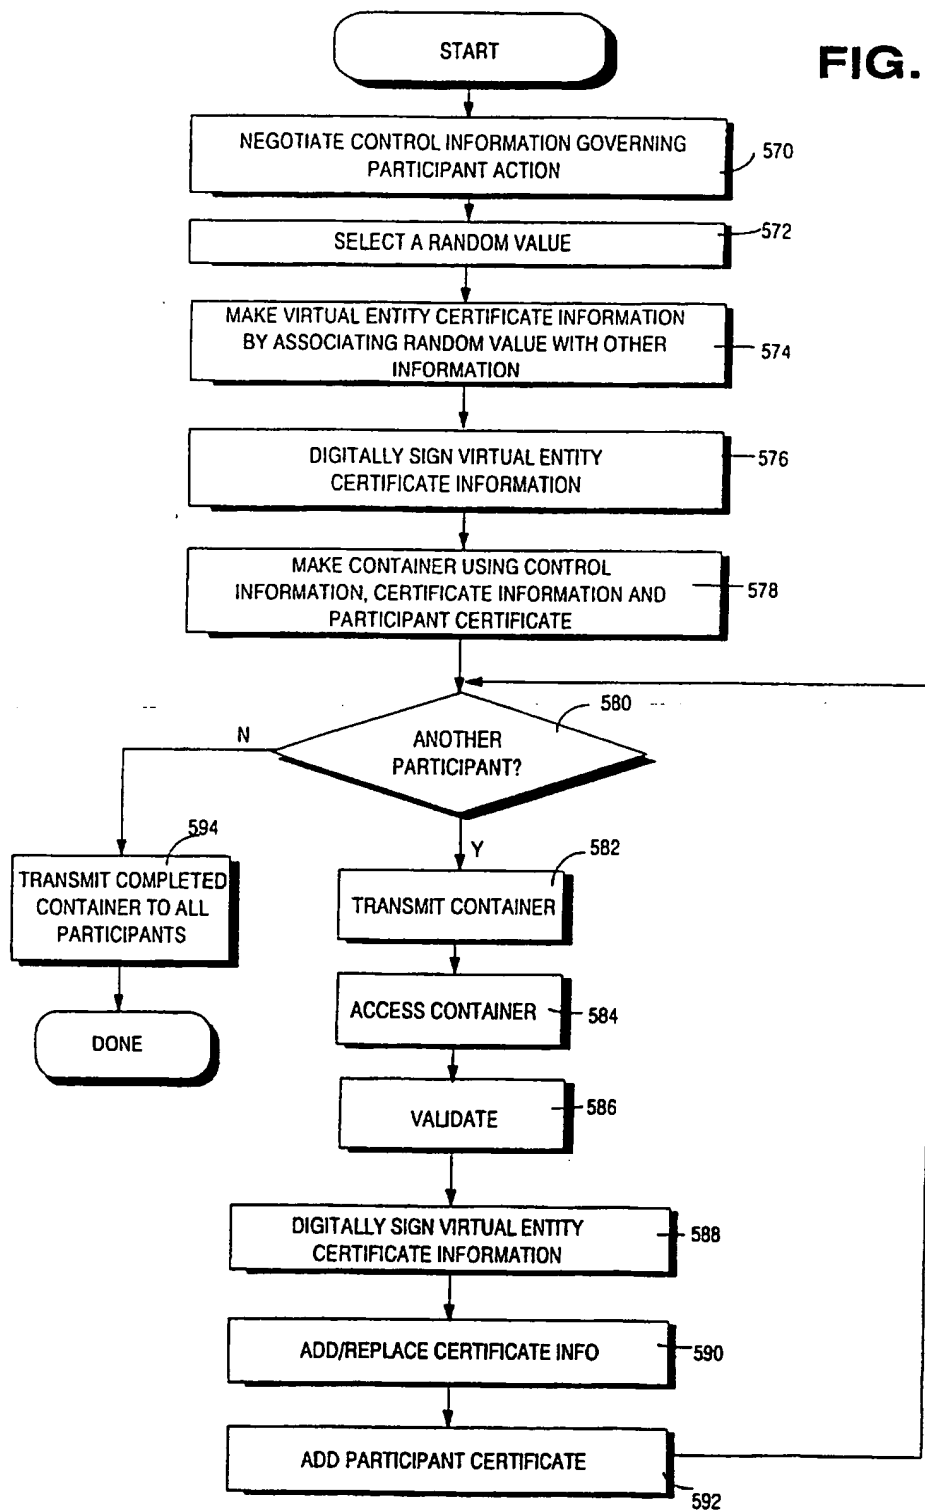 START
FIG.
NEGOTIATE CONTROL INFORMATION GOVERNING
PARTICIPANT ACTION
570
SELECT A RANDOM VALUE
572
MAKE VIRTUAL ENTITY CERTIFICATE INFORMATION
BY ASSOCIATING RANDOM VALUE WITH OTHER
INFORMATION
574
DIGITALLY SIGN VIRTUAL ENTITY
CERTIFICATE INFORMATION
576
MAKE CONTAINER USING CONTROL
INFORMATION, CERTIFICATE INFORMATION AND
PARTICIPANT CERTIFICATE
578
580
ANOTHER
PARTICIPANT?
N
Y
594
TRANSMIT COMPLETED
CONTAINER TO ALL
PARTICIPANTS
DONE
582
TRANSMIT CONTAINER
ACCESS CONTAINER
584
VALIDATE
586
DIGITALLY SIGN VIRTUAL ENTITY
CERTIFICATE INFORMATION
588
ADD/REPLACE CERTIFICATE INFO
590
ADD PARTICIPANT CERTIFICATE
592